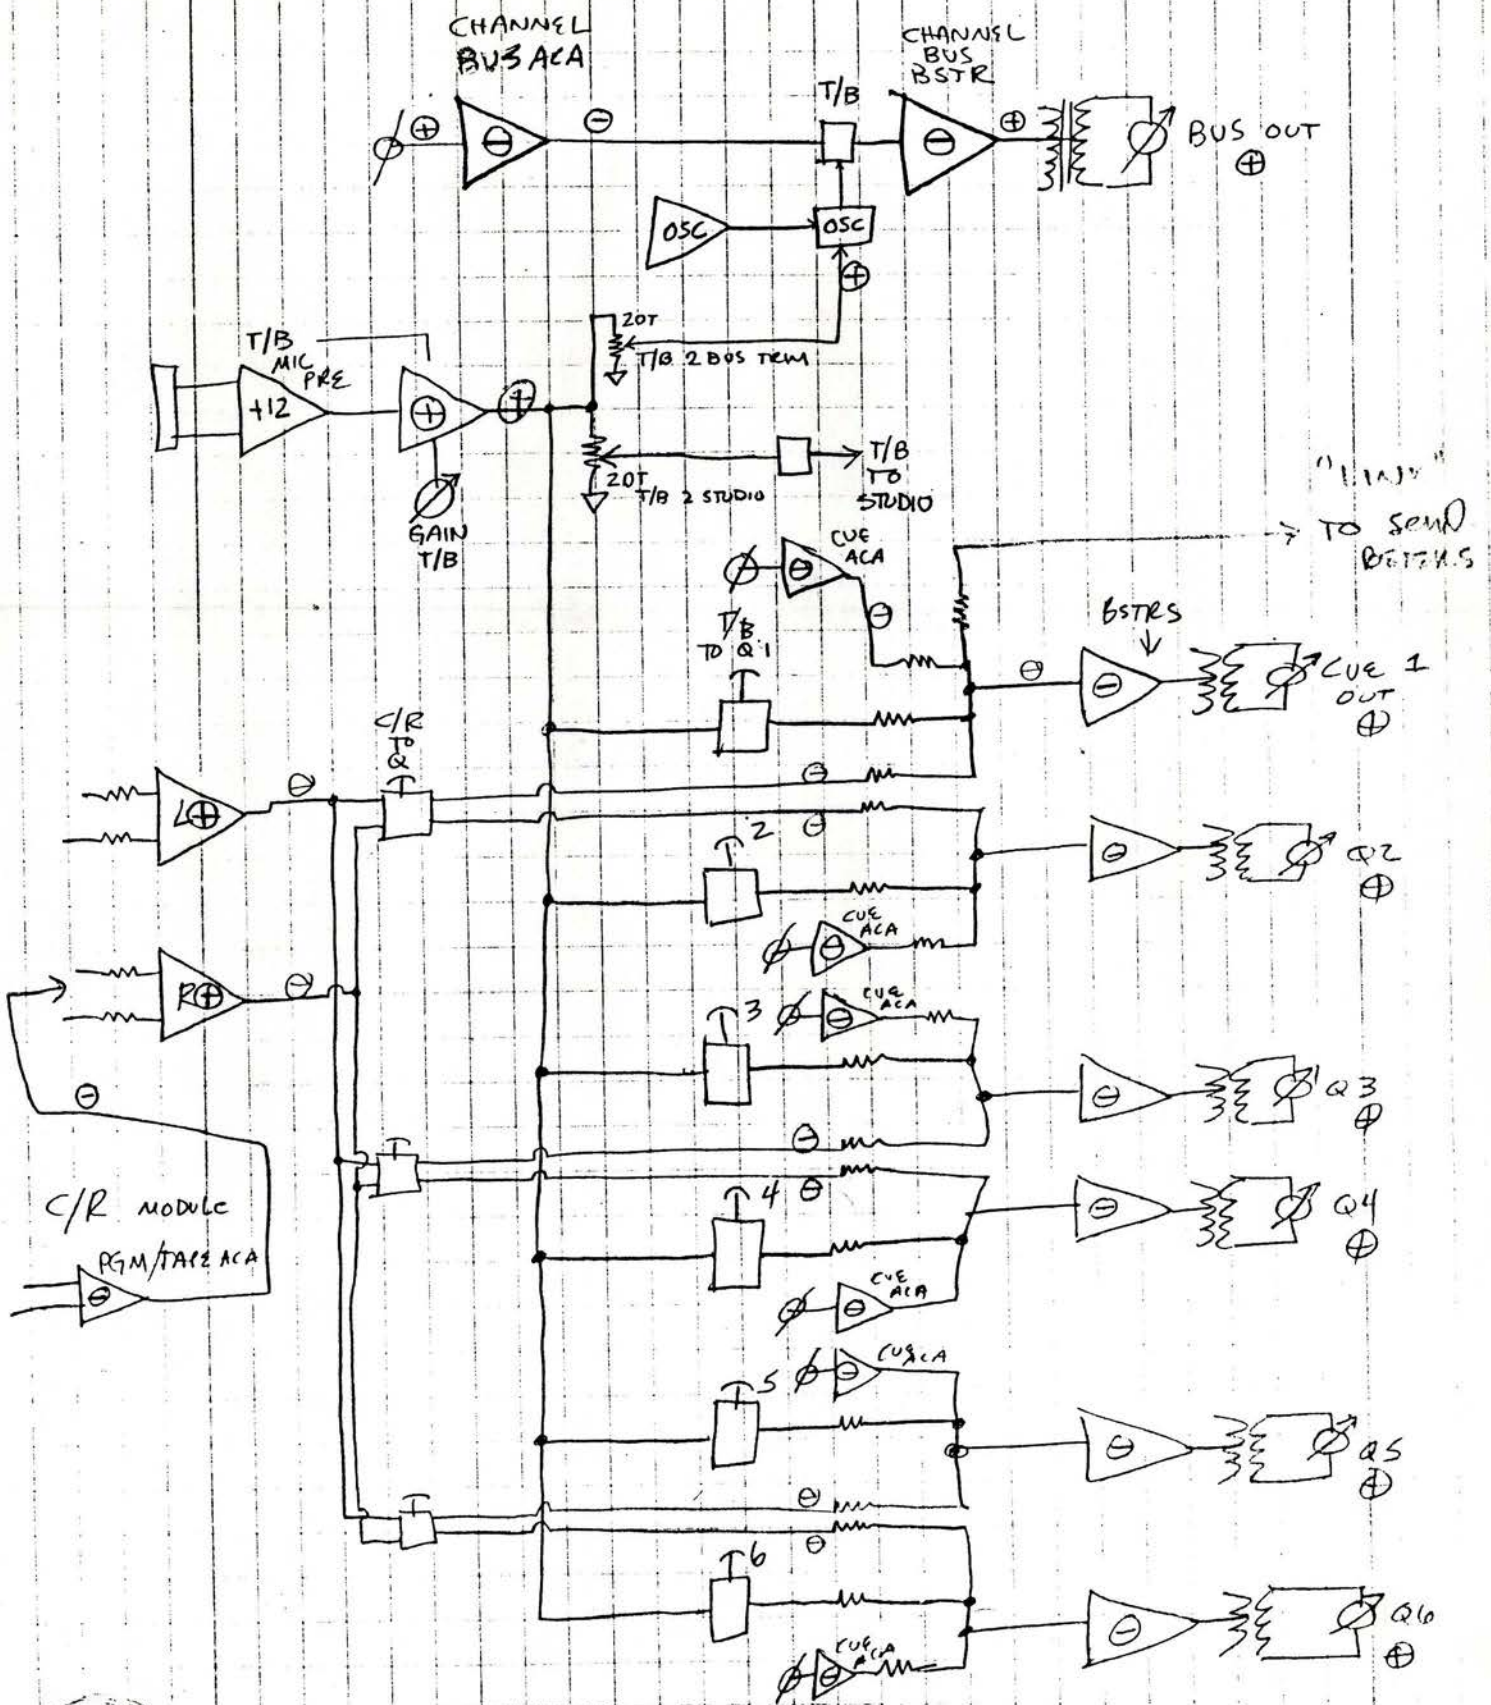 CHANNEL
BUS ACA
CHANNEL
BUS
BSTR
T/B
⊕
⊖
⊖
⊖
⊕
BUS OUT
⊕
OSC
OSC
⊕
20T
T/B 2 BUS TRIM
T/B
MIC
PRE
+12
⊕
⊕
T/B
TO
STUDIO
20T
T/B 2 STUDIO
GAIN
T/B
CUE
ACA
⊖
⊖
TO SEND
T/B
TO Q 1
BSTRS
⊖
⊖
CUE 1
OUT
⊕
C/R
TO
Q
L⊕
⊖
⊖
⊖
2
⊖
Q2
⊕
CUE
ACA
⊖
R⊕
⊖
3
CUE
ACA
⊖
⊖
Q3
⊕
⊖
⊖
⊖
4
⊖
Q4
⊕
C/R MODULE
PGM/TAPE ACA
⊖
CUE
ACA
⊖
CUE ACA
⊖
5
⊖
Q5
⊕
⊖
⊖
6
⊖
Q6
⊕
CUE
ACA
⊖